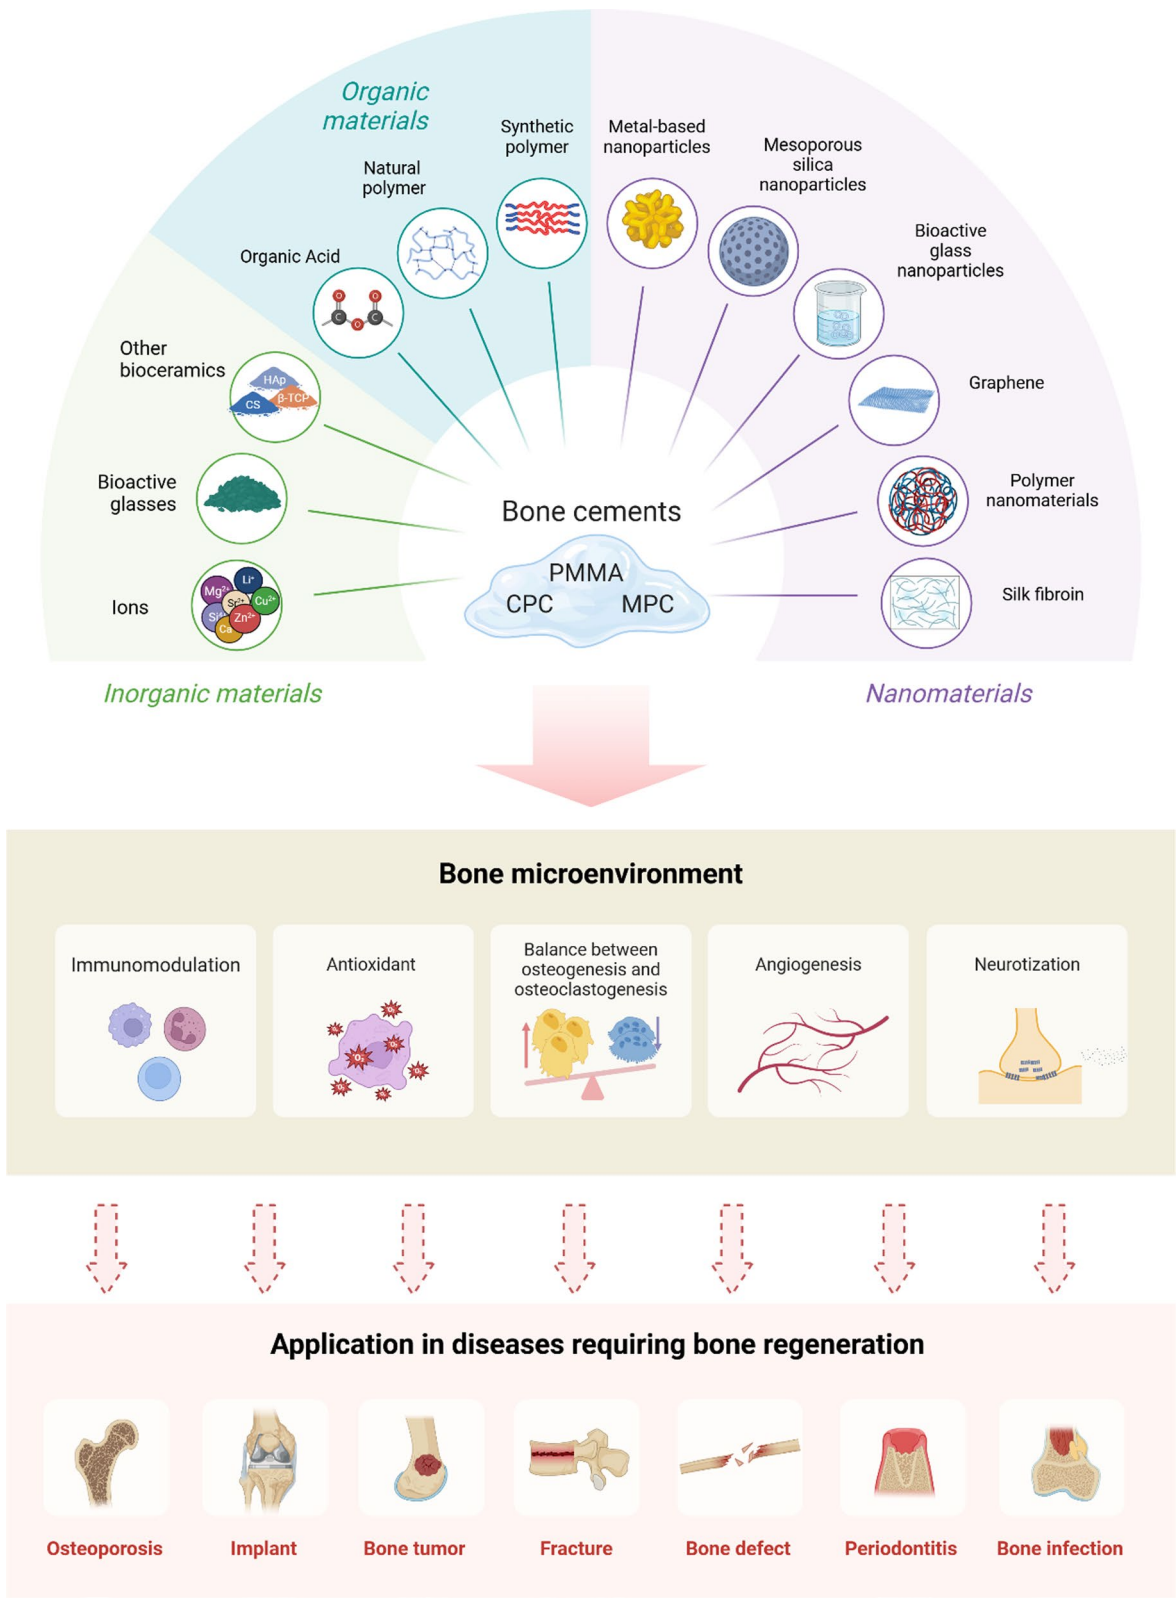 Organic
materials
Synthetic
polymer
Metal-based
nanoparticles
Mesoporous
silica
nanoparticles
Natural
polymer
Bioactive
glass
nanoparticles
Organic Acid
Other
bioceramics
HAp
CS
β-TCP
Graphene
Bioactive
glasses
Polymer
nanomaterials
Bone cements
PMMA
CPC MPC
Ions
Li⁺
Mg²⁺
Sr²⁺
Cu²⁺
Zn²⁺
Ca
Silk fibroin
O O
C C
O
Inorganic materials
Nanomaterials
Bone microenvironment
Immunomodulation
Antioxidant
Balance between
osteogenesis and
osteoclastogenesis
Angiogenesis
Neurotization
Application in diseases requiring bone regeneration
Osteoporosis
Implant
Bone tumor
Fracture
Bone defect
Periodontitis
Bone infection